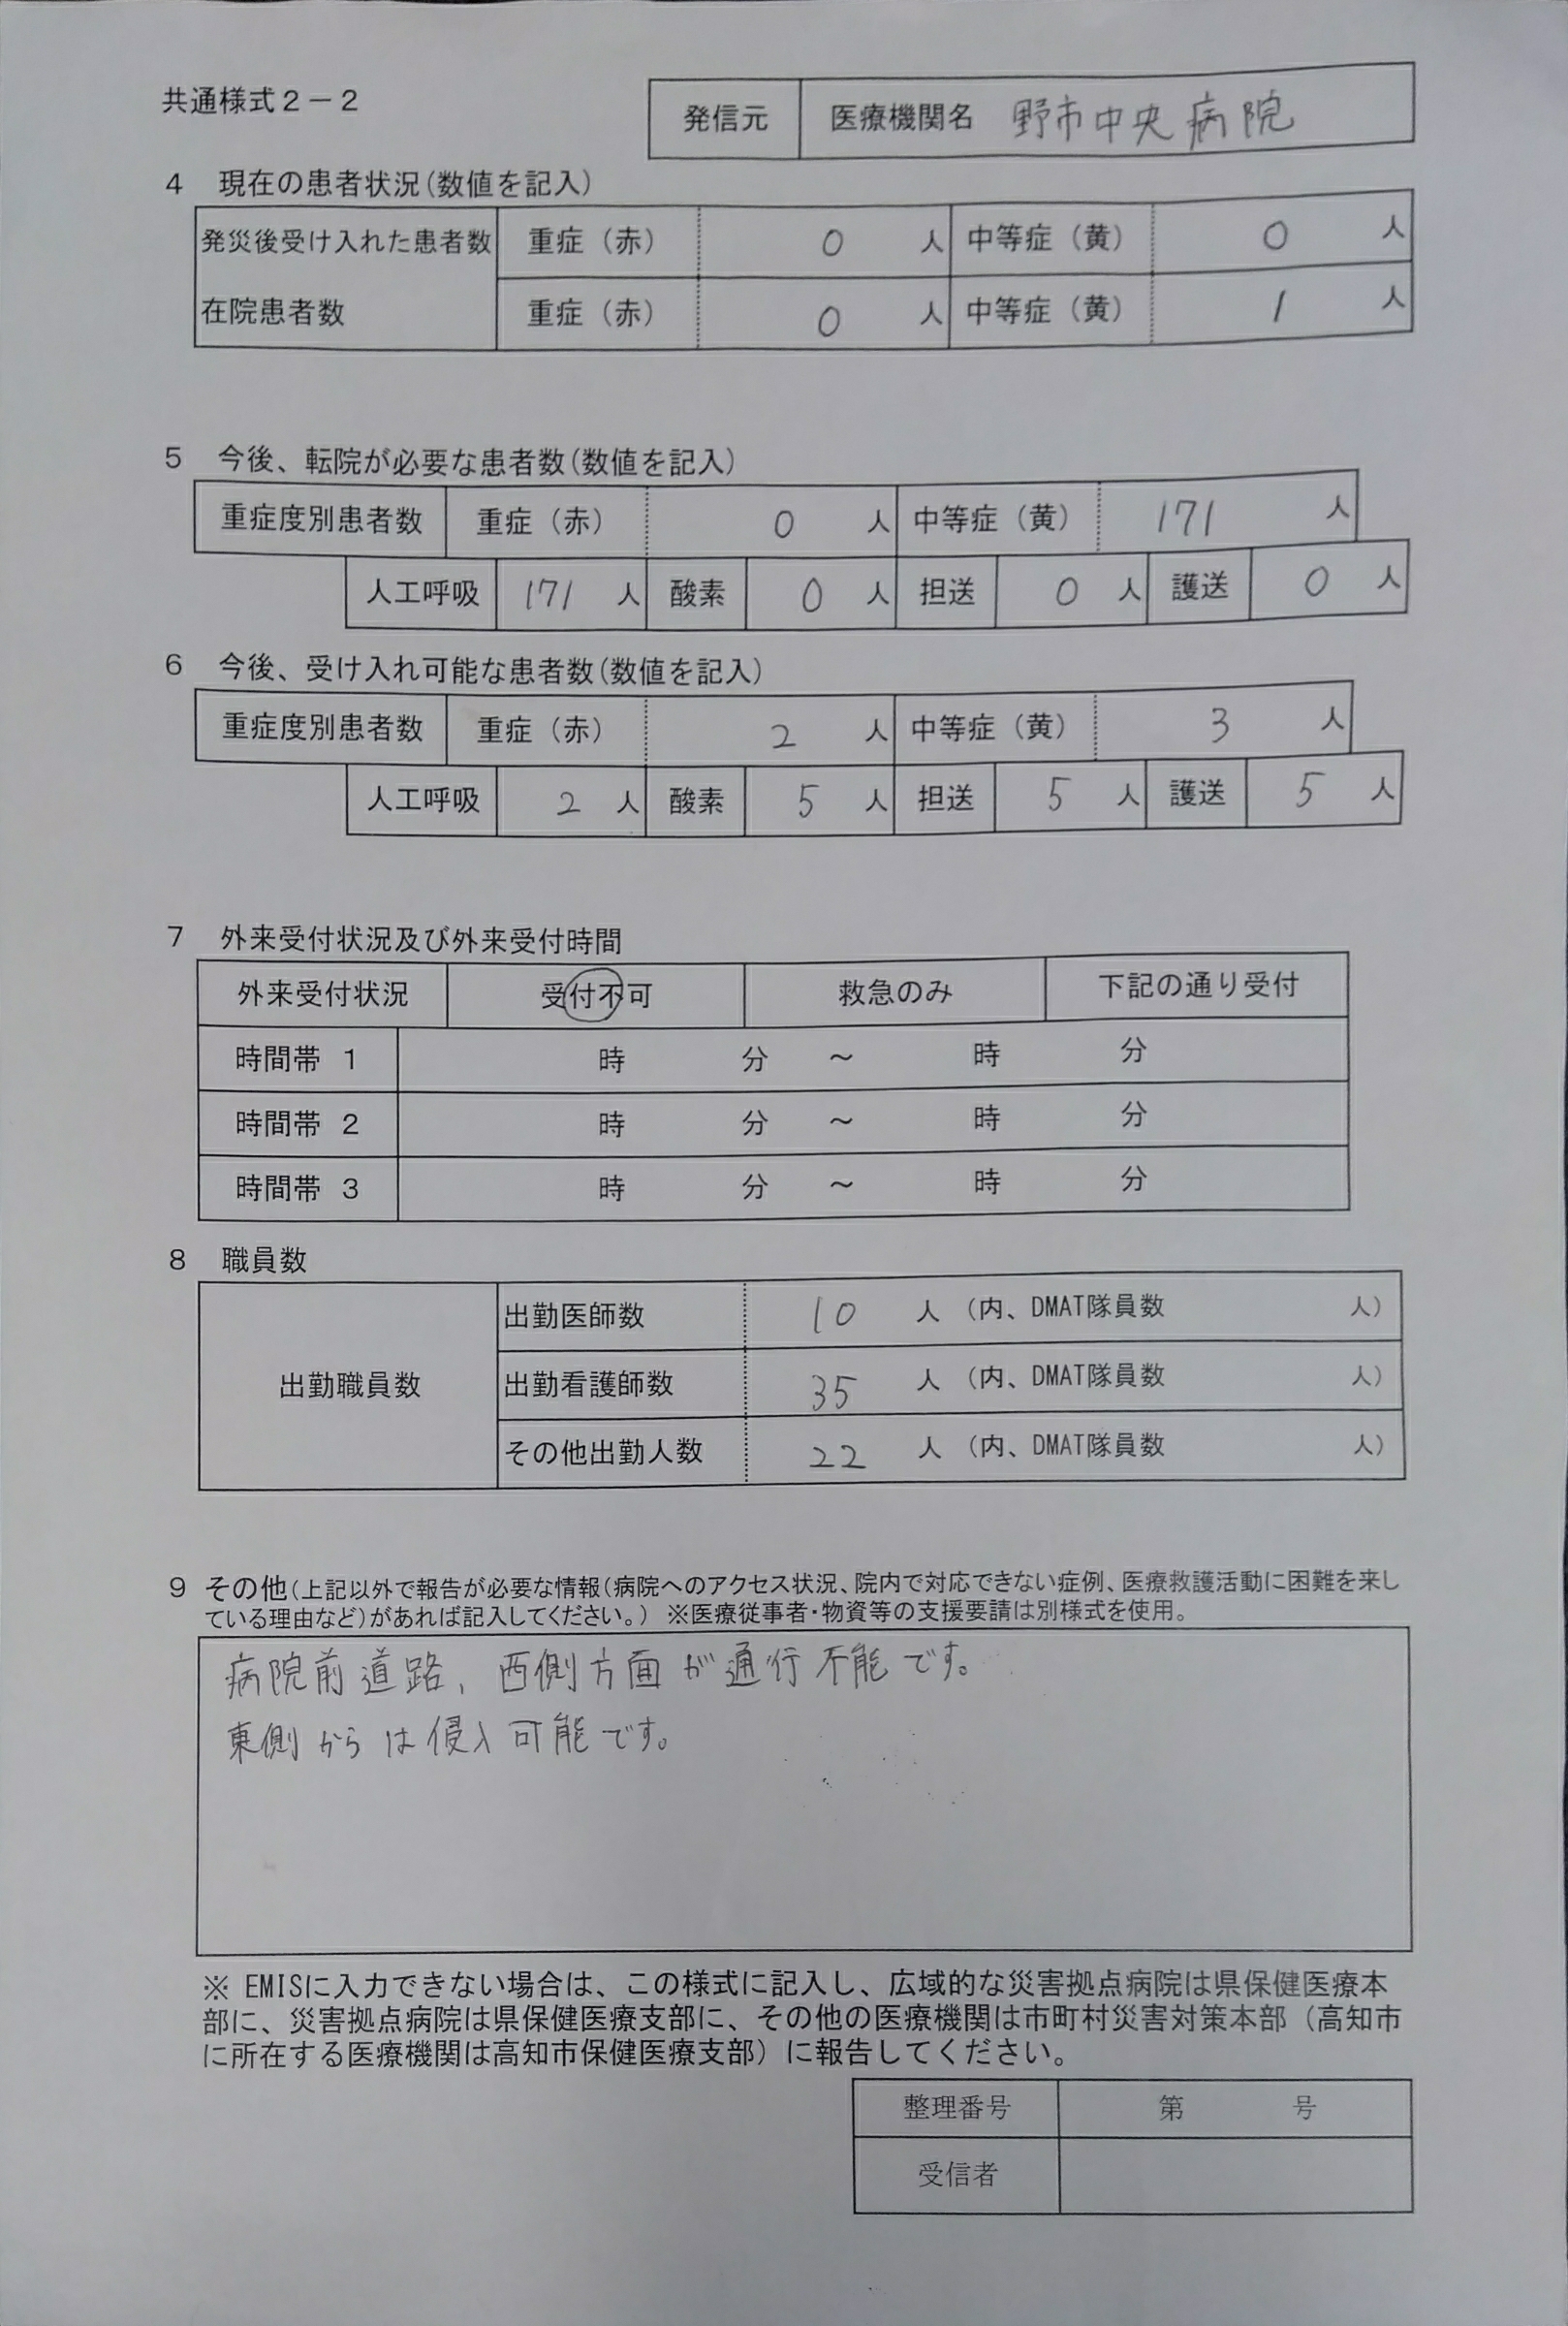 共通様式２－２
発信元 医療機関名 野市中央病院
４ 現在の患者状況(数値を記入)
発災後受け入れた患者数 重症（赤） 0 人 中等症（黄） 0 人
在院患者数 重症（赤） 0 人 中等症（黄） 1 人
５ 今後、転院が必要な患者数(数値を記入)
重症度別患者数 重症（赤） 0 人 中等症（黄） 171 人
人工呼吸 171 人 酸素 0 人 担送 0 人 護送 0 人
６ 今後、受け入れ可能な患者数(数値を記入)
重症度別患者数 重症（赤） 2 人 中等症（黄） 3 人
人工呼吸 2 人 酸素 5 人 担送 5 人 護送 5 人
７ 外来受付状況及び外来受付時間
外来受付状況 受付不可 救急のみ 下記の通り受付
時間帯 １ 時 分 ～ 時 分
時間帯 ２ 時 分 ～ 時 分
時間帯 ３ 時 分 ～ 時 分
８ 職員数
出勤職員数
出勤医師数 10 人 （内、DMAT隊員数 人）
出勤看護師数 35 人 （内、DMAT隊員数 人）
その他出勤人数 22 人 （内、DMAT隊員数 人）
９ その他(上記以外で報告が必要な情報(病院へのアクセス状況、院内で対応できない症例、医療救護活動に困難を来し
ている理由など)があれば記入してください。) ※医療従事者・物資等の支援要請は別様式を使用。
病院前道路、西側方面が通行不能です。
東側からは侵入可能です。
※ EMISに入力できない場合は、この様式に記入し、広域的な災害拠点病院は県保健医療本
部に、災害拠点病院は県保健医療支部に、その他の医療機関は市町村災害対策本部（高知市
に所在する医療機関は高知市保健医療支部）に報告してください。
整理番号 第 号
受信者